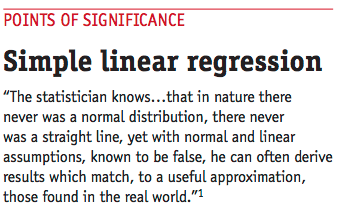 POINTS OF SIGNIFICANCE
Simple linear regression
“The statistician knows…that in nature there
never was a normal distribution, there never
was a straight line, yet with normal and linear
assumptions, known to be false, he can often derive
results which match, to a useful approximation,
those found in the real world.”1